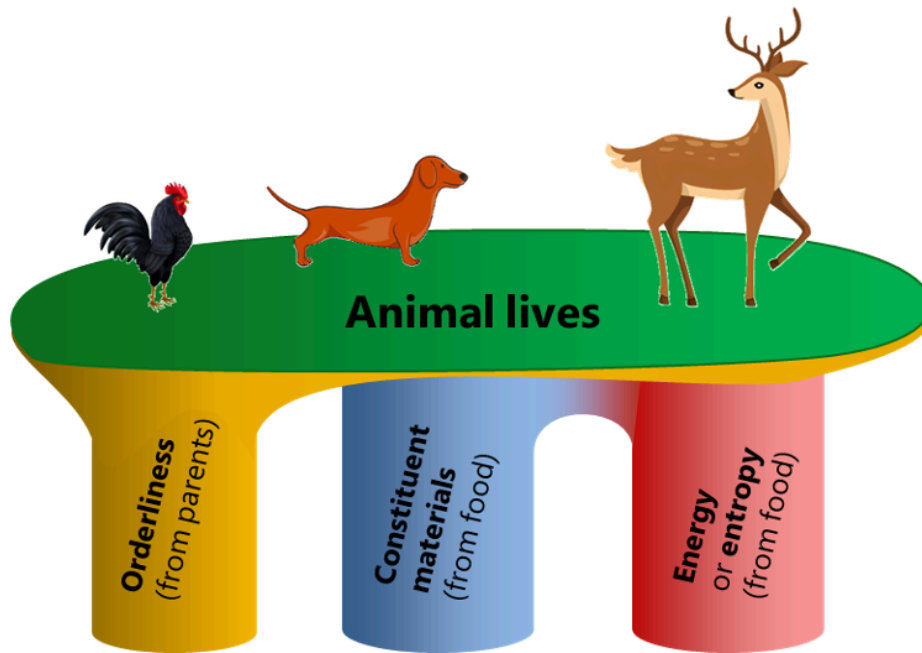 Animal lives
Orderliness
(from parents)
Constituent
materials
(from food)
Energy
or entropy
(from food)